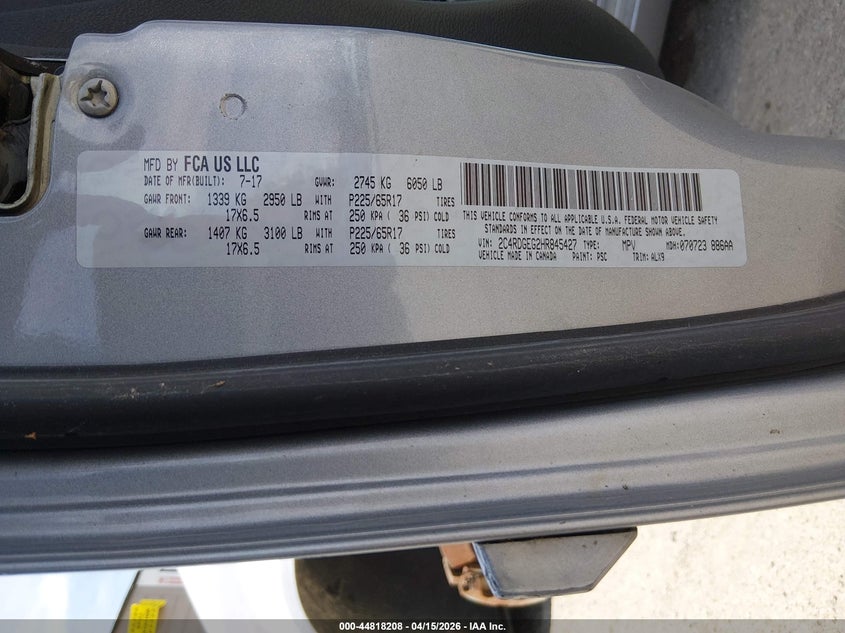 MFD BY FCA US LLC
DATE OF MFR(BUILT): 7-17 GVWR: 2745 KG 6050 LB
GAWR FRONT: 1339 KG 2950 LB WITH P225/65R17 TIRES
17X6.5 RIMS AT 250 KPA ( 36 PSI) COLD
GAWR REAR: 1407 KG 3100 LB WITH P225/65R17 TIRES
17X6.5 RIMS AT 250 KPA ( 36 PSI) COLD
THIS VEHICLE CONFORMS TO ALL APPLICABLE U.S.A. FEDERAL MOTOR VEHICLE SAFETY
STANDARDS IN EFFECT ON THE DATE OF MANUFACTURE SHOWN ABOVE.
VIN: 2C4RDGEG2HR845427 TYPE: MPV MDH: 070723 886AA
VEHICLE MADE IN CANADA PAINT: PSC TRIM: ALX9
000-44818208 - 04/15/2026 - IAA Inc.